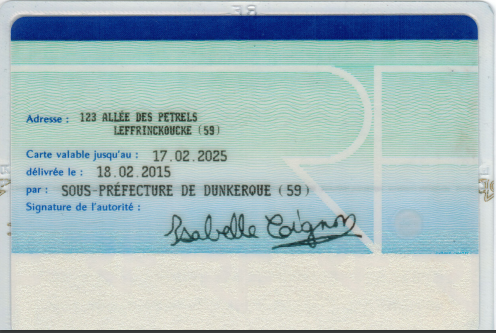 Adresse : 123 ALLÉE DES PETRELS
LEFFRINCKOUCKE (59)
Carte valable jusqu'au : 17.02.2025
délivrée le : 18.02.2015
par : SOUS-PRÉFECTURE DE DUNKERQUE (59)
Signature de l'autorité :
Isabelle Coignon